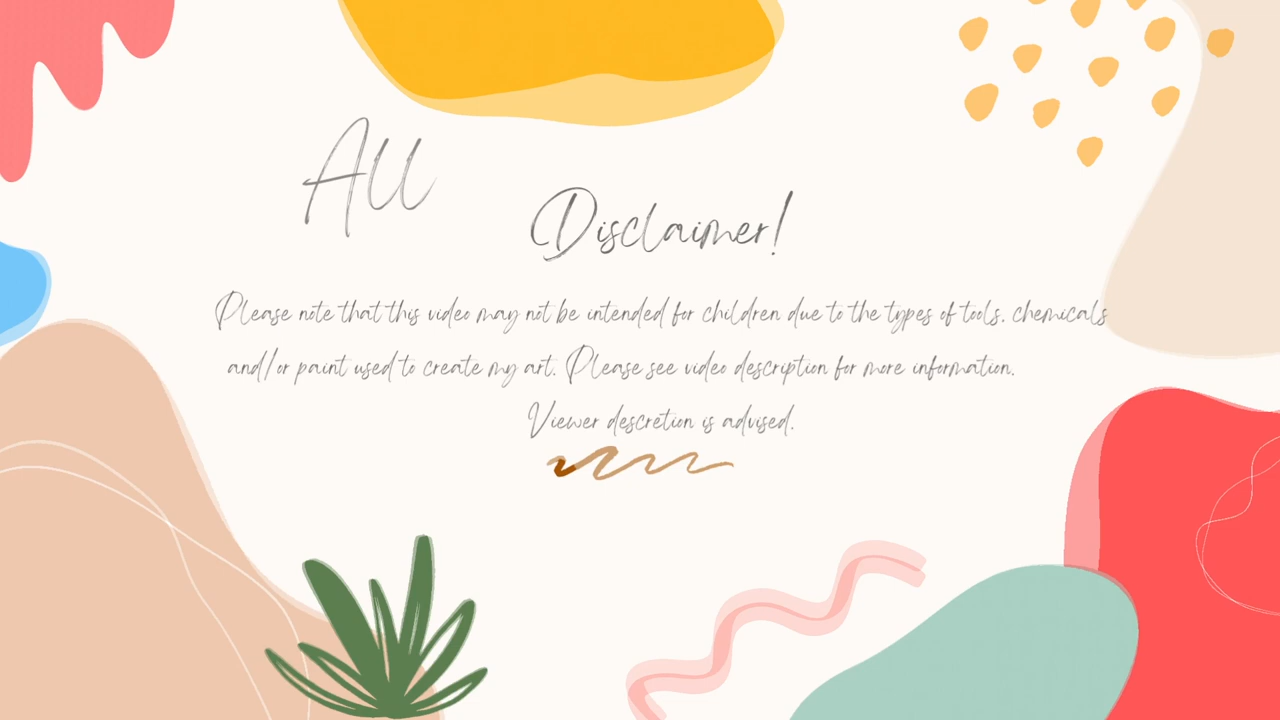 All
Disclaimer!
Please note that this video may not be intended for children due to the types of tools. chemicals
and/or paint used to create my art. Please see video description for more information.
Viewer descretion is advised.